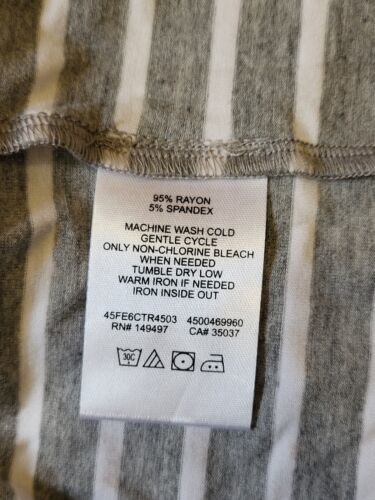 95% RAYON
5% SPANDEX
MACHINE WASH COLD
GENTLE CYCLE
ONLY NON-CHLORINE BLEACH
WHEN NEEDED
TUMBLE DRY LOW
WARM IRON IF NEEDED
IRON INSIDE OUT
45FE6CTR4503 4500469960
RN# 149497 CA# 35037
30C